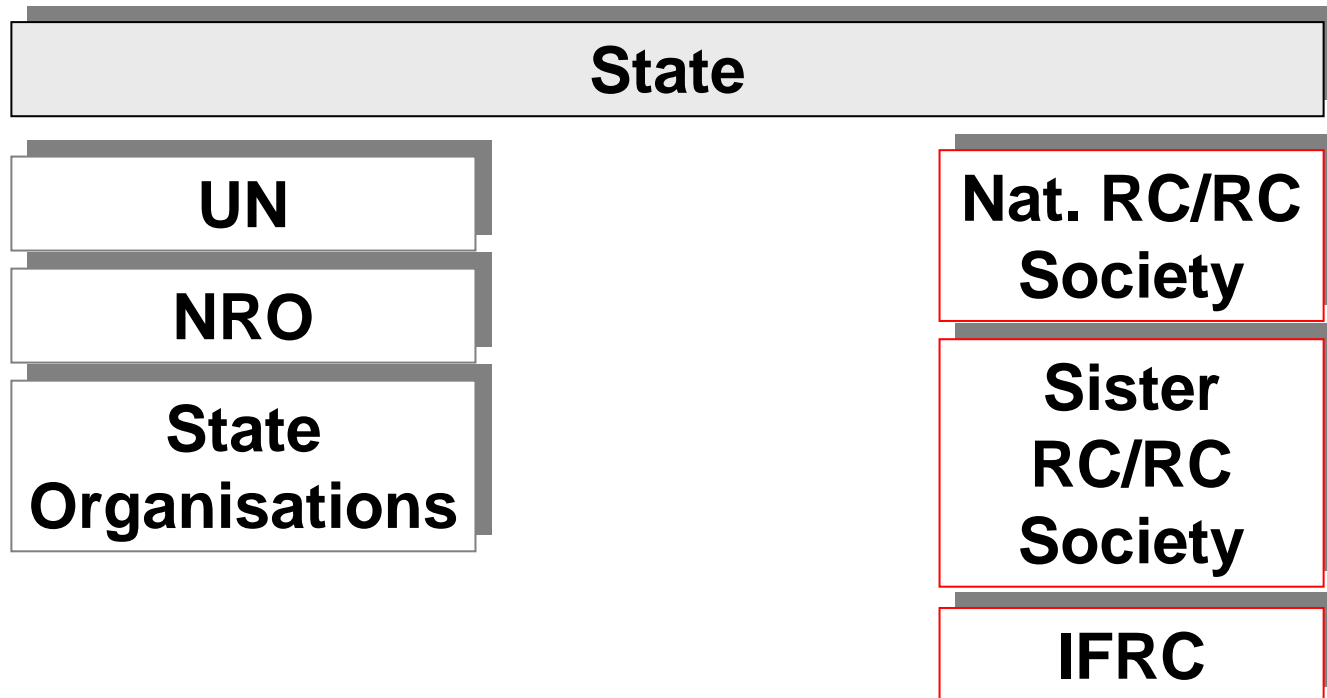 State
UN
NRO
State
Organisations
Nat. RC/RC
Society
Sister
RC/RC
Society
IFRC